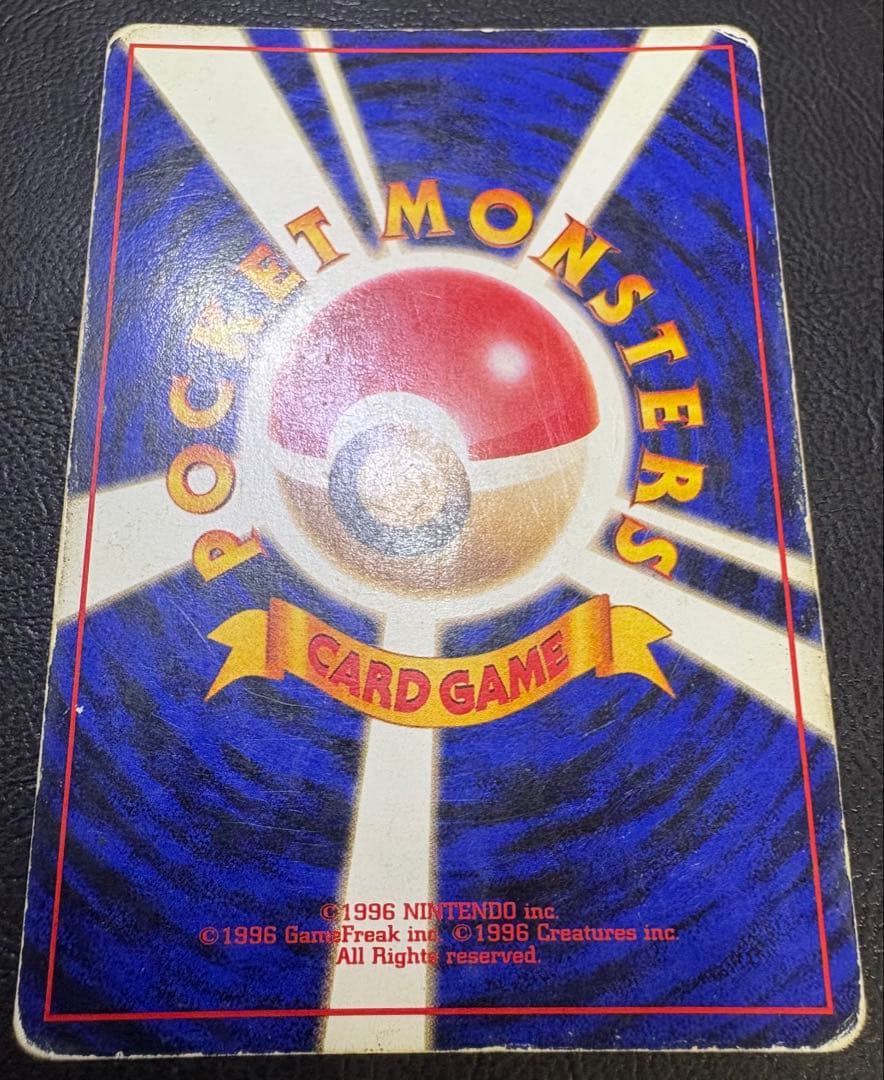 POCKET MONSTERS
CARD GAME
©1996 NINTENDO inc.
©1996 GameFreak inc. ©1996 Creatures inc.
All Rights reserved.